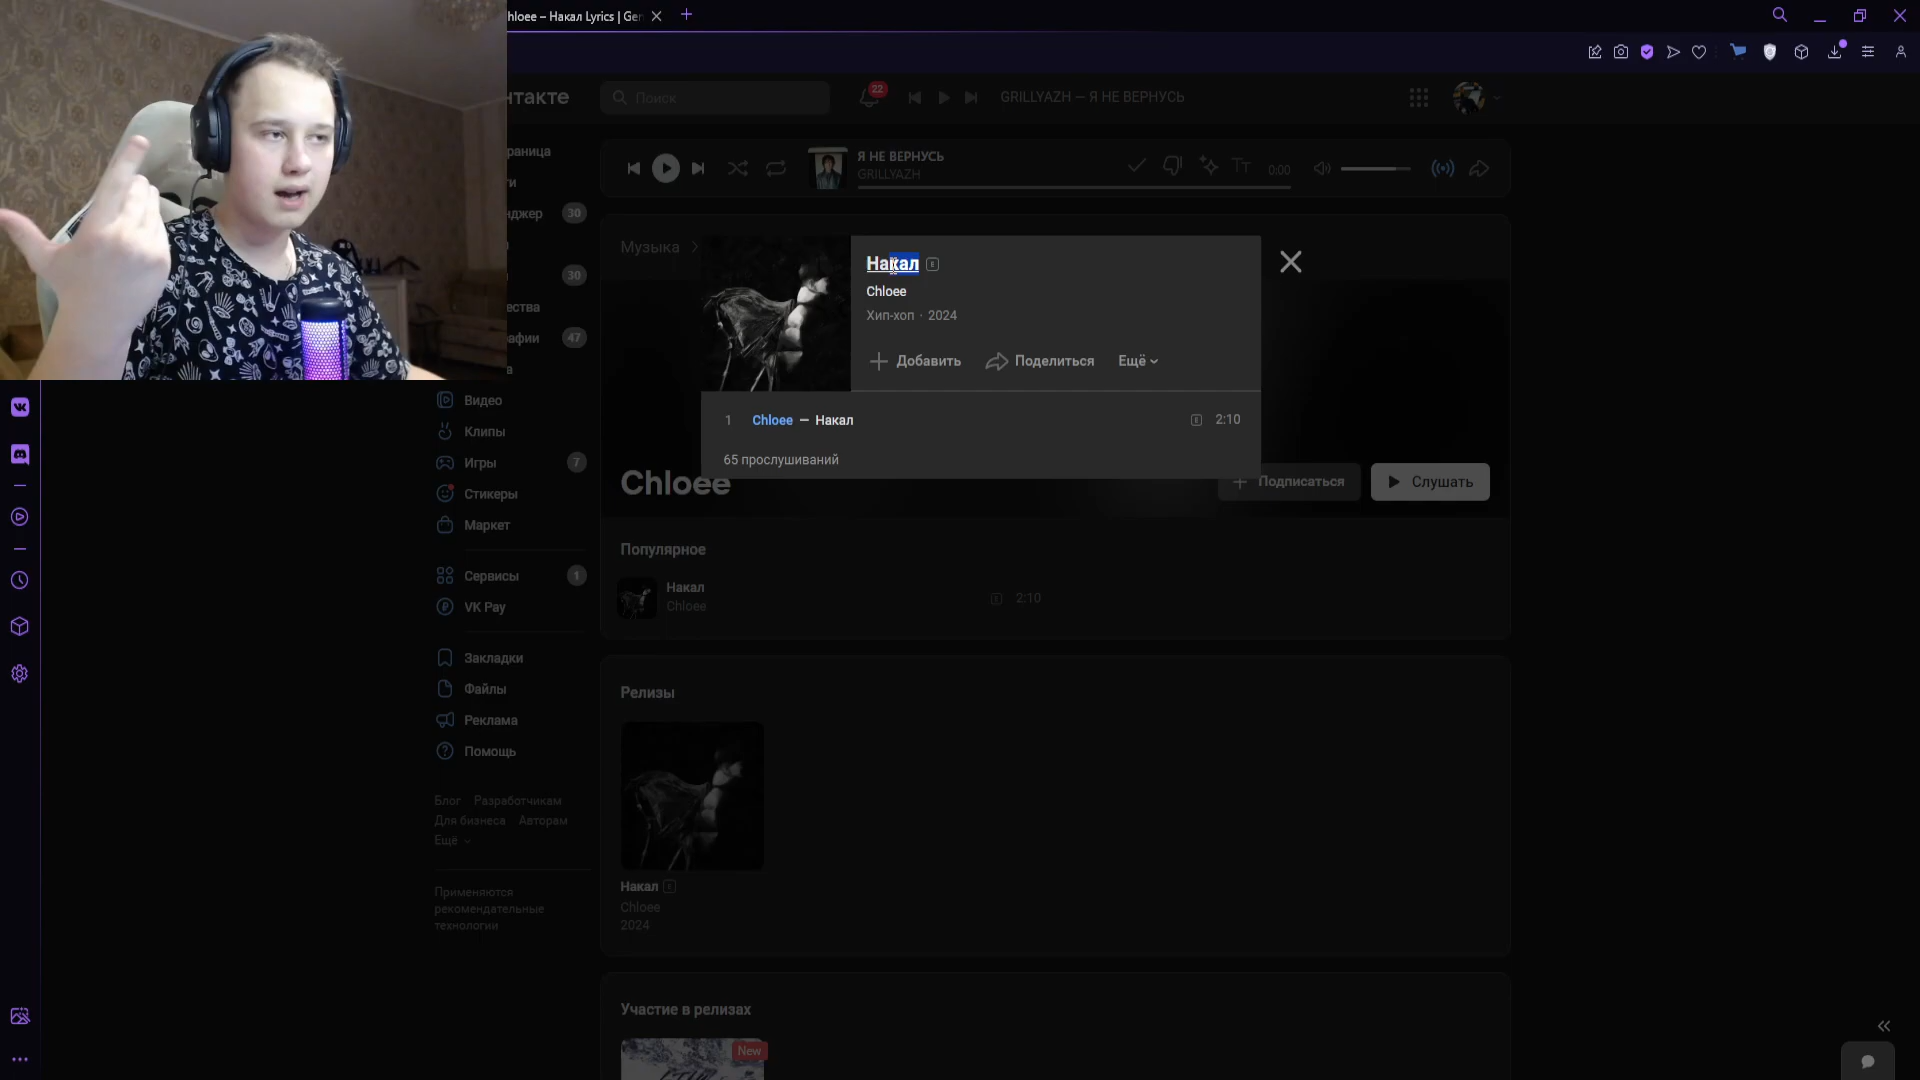 hloee – Накал Lyrics | Ge
нтакте
Поиск
22
GRILLYAZH — Я НЕ ВЕРНУСЬ
раница
ти
нджер 30
30
ества
афии 47
а
Видео
Клипы
Игры 7
Стикеры
Маркет
Сервисы 1
VK Pay
Закладки
Файлы
Реклама
Помощь
Блог Разработчикам
Для бизнеса Авторам
Ещё
Применяются
рекомендательные
технологии
Я НЕ ВЕРНУСЬ
GRILLYAZH
0:00
Музыка
Накал E
Chloee
Хип-хоп · 2024
Добавить Поделиться Ещё
1 Chloee — Накал E 2:10
65 прослушиваний
Chloee
Подписаться Слушать
Популярное
Накал
Chloee
E 2:10
Релизы
Накал E
Chloee
2024
Участие в релизах
New